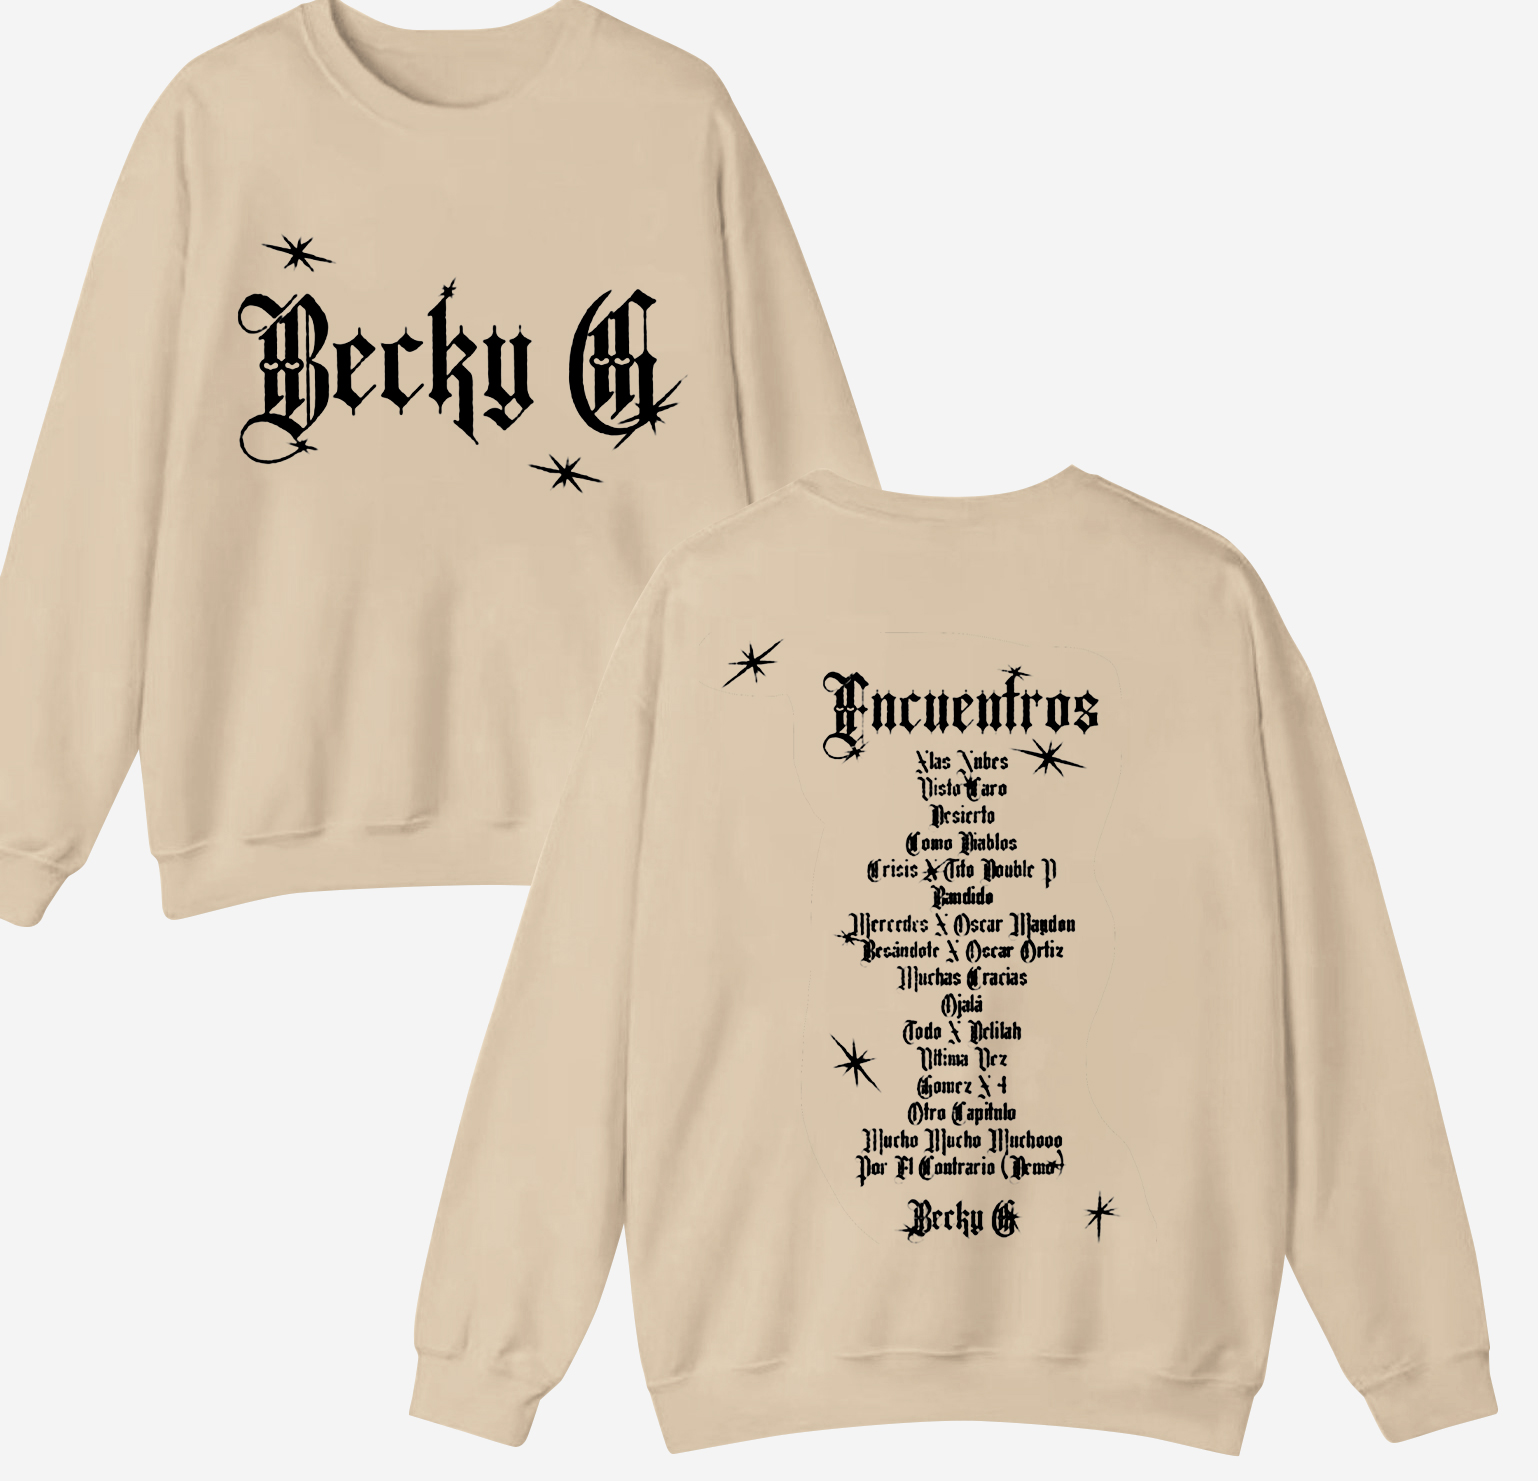 Becky G
Encuentros
Xlas Nubes
Visto Caro
Desierto
Como Diablos
Crisis X Tito Double P
Bandido
Mercedes X Oscar Maydon
Besándote X Oscar Ortiz
Muchas Gracias
Ojalá
Todo X Delilah
Última Vez
Gomez X 4
Otro Capitulo
Mucho Mucho Muchooo
Por El Contrario (Demo)
Becky G